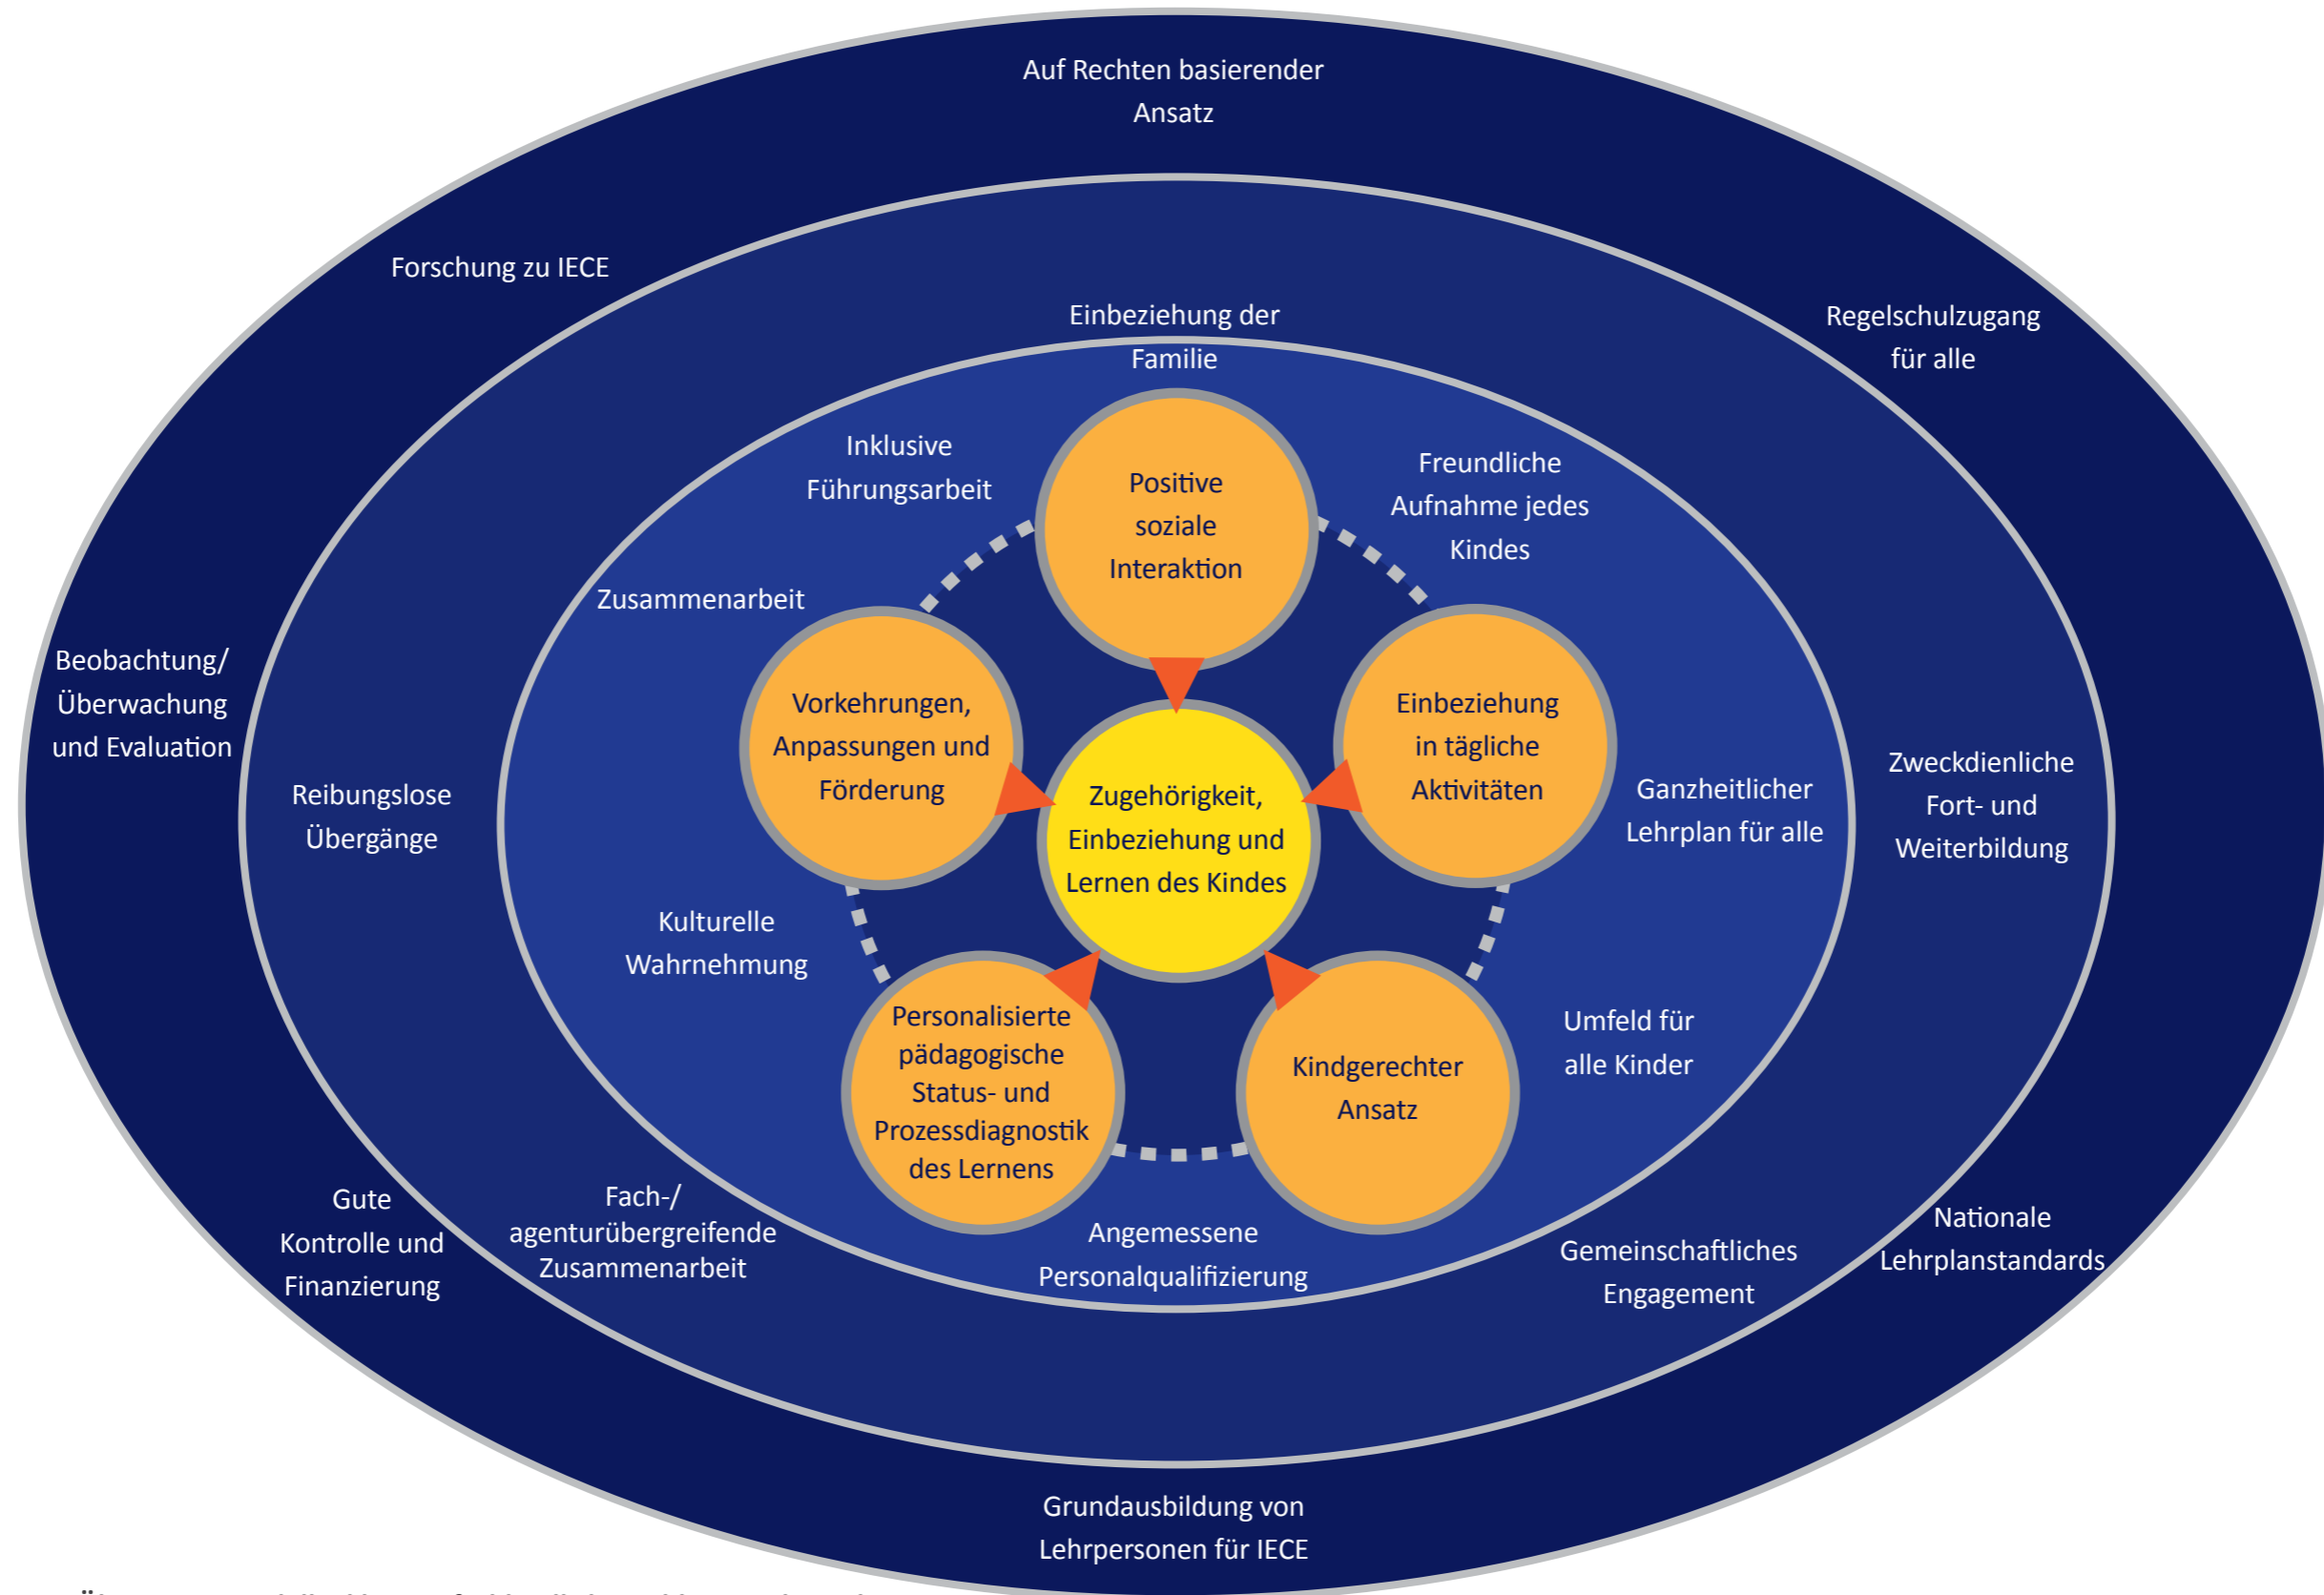 Auf Rechten basierender
Ansatz
Forschung zu IECE
Regelschulzugang
für alle
Beobachtung/
Überwachung
und Evaluation
Gute
Kontrolle und
Finanzierung
Nationale
Lehrplanstandards
Grundausbildung von
Lehrpersonen für IECE
Einbeziehung der
Familie
Reibungslose
Übergänge
Zweckdienliche
Fort- und
Weiterbildung
Fach-/
agenturübergreifende
Zusammenarbeit
Gemeinschaftliches
Engagement
Inklusive
Führungsarbeit
Freundliche
Aufnahme jedes
Kindes
Zusammenarbeit
Ganzheitlicher
Lehrplan für alle
Kulturelle
Wahrnehmung
Umfeld für
alle Kinder
Angemessene
Personalqualifizierung
Positive
soziale
Interaktion
Vorkehrungen,
Anpassungen und
Förderung
Einbeziehung
in tägliche
Aktivitäten
Personalisierte
pädagogische
Status- und
Prozessdiagnostik
des Lernens
Kindgerechter
Ansatz
Zugehörigkeit,
Einbeziehung und
Lernen des Kindes